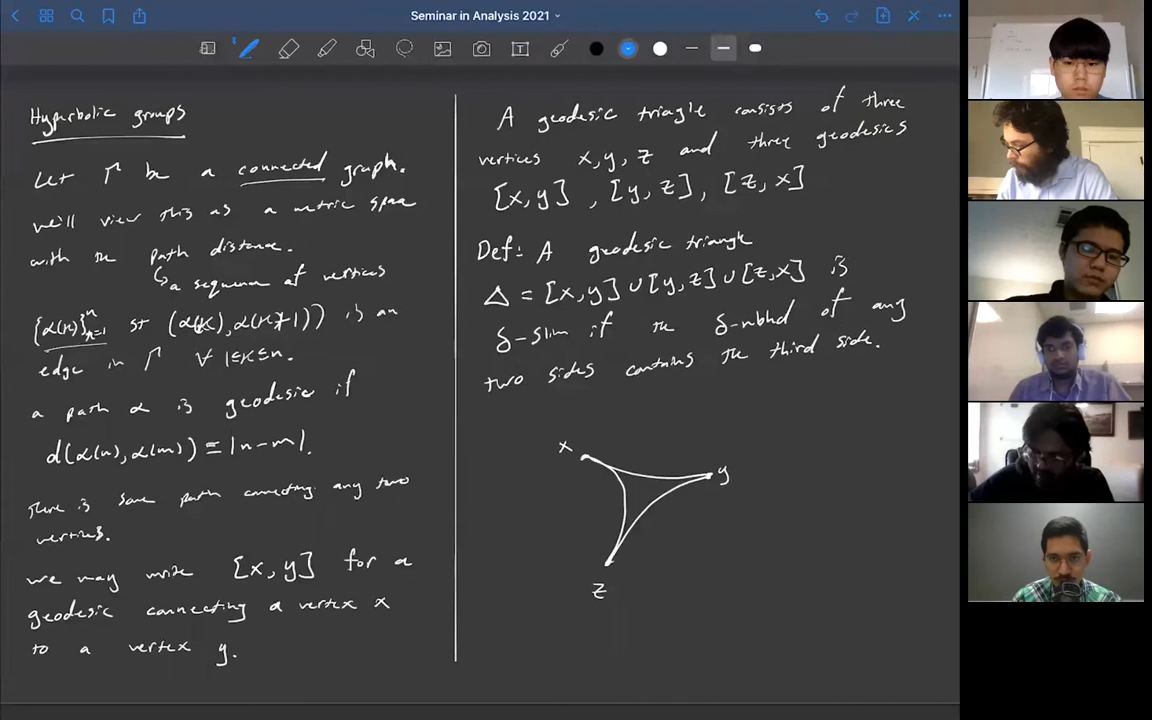 Seminar in Analysis 2021
Hyperbolic groups
Let Γ be a connected graph.
we'll view this as a metric space
with the path distance.
↳ a sequence of vertices
{α(k)}ⁿₖ₌₁ st (α(k), α(k+1)) is an
edge in Γ ∀ 1≤k≤n.
a path α is geodesic if
d(α(n), α(m)) = |n-m|.
There is some path connecting any two
vertices.
we may write [x, y] for a
geodesic connecting a vertex x
to a vertex y.
A geodesic triangle consists of three
vertices x, y, z and three geodesics
[x, y], [y, z], [z, x]
Def: A geodesic triangle
Δ = [x, y] ∪ [y, z] ∪ [z, x] is
δ-slim if the δ-nbhd of any
two sides contains the third side.
x
y
z